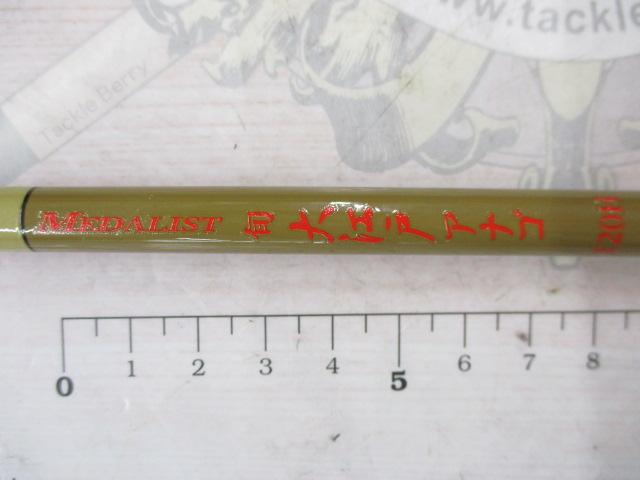 www.tackle
Tackle Berry
MEDALIST 旬 大江戸アナゴ 120H
0 1 2 3 4 5 6 7 8